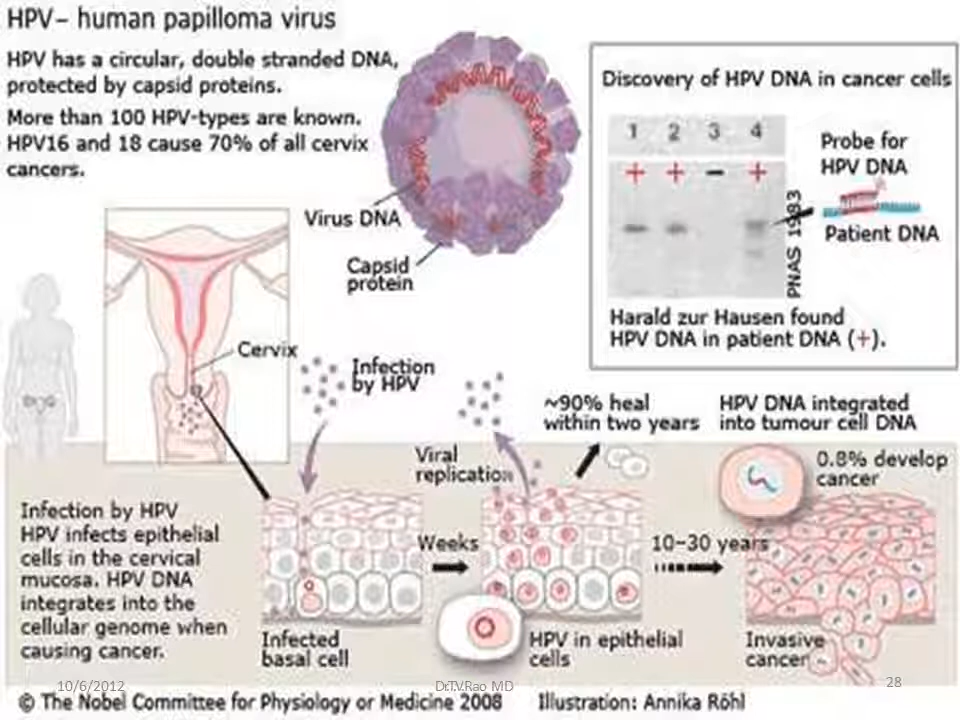 HPV– human papilloma virus
HPV has a circular, double stranded DNA,
protected by capsid proteins.
More than 100 HPV-types are known.
HPV16 and 18 cause 70% of all cervix
cancers.
Virus DNA
Capsid
protein
Discovery of HPV DNA in cancer cells
1 2 3 4
+ + − +
Probe for
HPV DNA
Patient DNA
PNAS 1983
Harald zur Hausen found
HPV DNA in patient DNA (+).
Cervix
Infection
by HPV
~90% heal
within two years
HPV DNA integrated
into tumour cell DNA
Viral
replication
0.8% develop
cancer
Infection by HPV
HPV infects epithelial
cells in the cervical
mucosa. HPV DNA
integrates into the
cellular genome when
causing cancer.
Weeks
10–30 years
Infected
basal cell
HPV in epithelial
cells
Invasive
cancer
10/6/2012
Dr.T.V.Rao MD
28
© The Nobel Committee for Physiology or Medicine 2008
Illustration: Annika Röhl